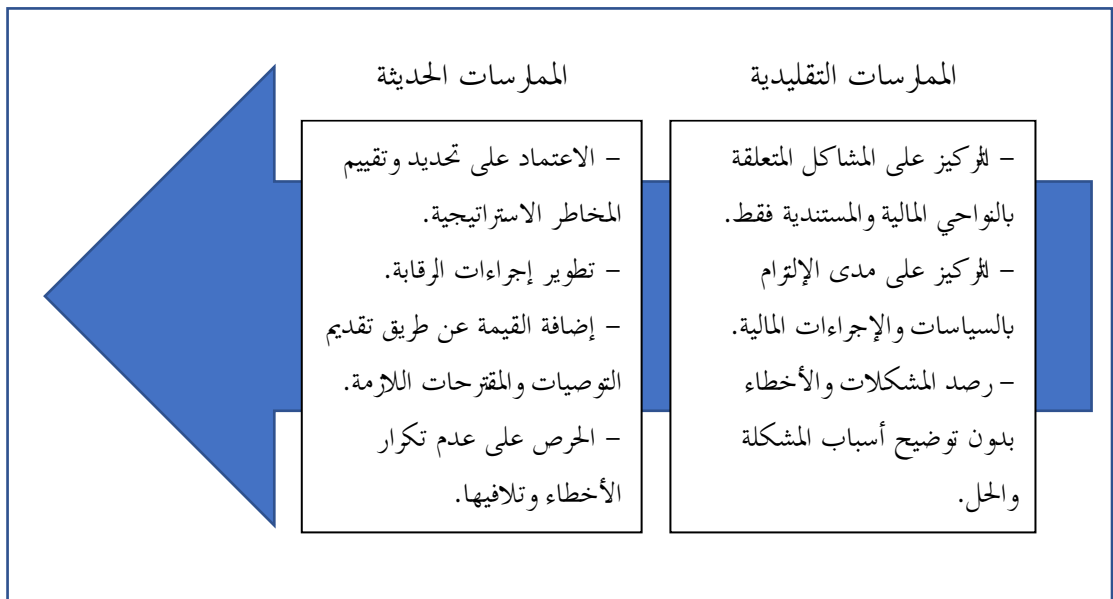 الممارسات التقليدية
– التركيز على المشاكل المتعلقة
بالنواحي المالية والمستندية فقط.
– التركيز على مدى الإلتزام
بالسياسات والإجراءات المالية.
– رصد المشكلات والأخطاء
بدون توضيح أسباب المشكلة
والحل.
الممارسات الحديثة
– الاعتماد على تحديد وتقييم
المخاطر الاستراتيجية.
– تطوير إجراءات الرقابة.
– إضافة القيمة عن طريق تقديم
التوصيات والمقترحات اللازمة.
– الحرص على عدم تكرار
الأخطاء وتلافيها.